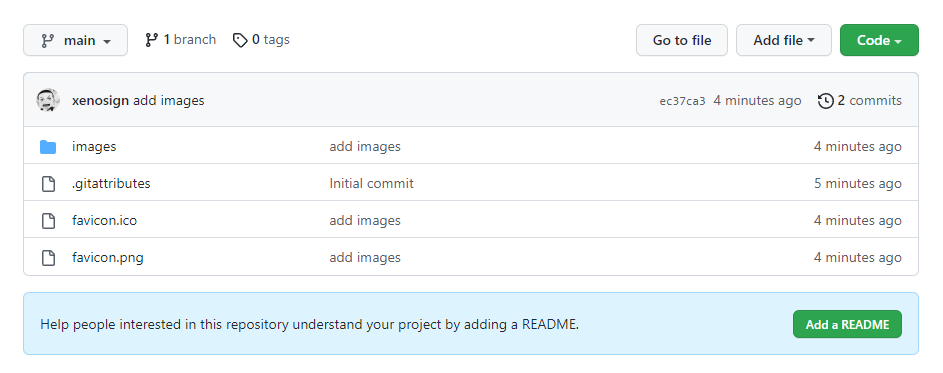 main 1 branch 0 tags Go to file Add file Code
xenosign add images ec37ca3 4 minutes ago 2 commits
images add images 4 minutes ago
.gitattributes Initial commit 5 minutes ago
favicon.ico add images 4 minutes ago
favicon.png add images 4 minutes ago
Help people interested in this repository understand your project by adding a README. Add a README